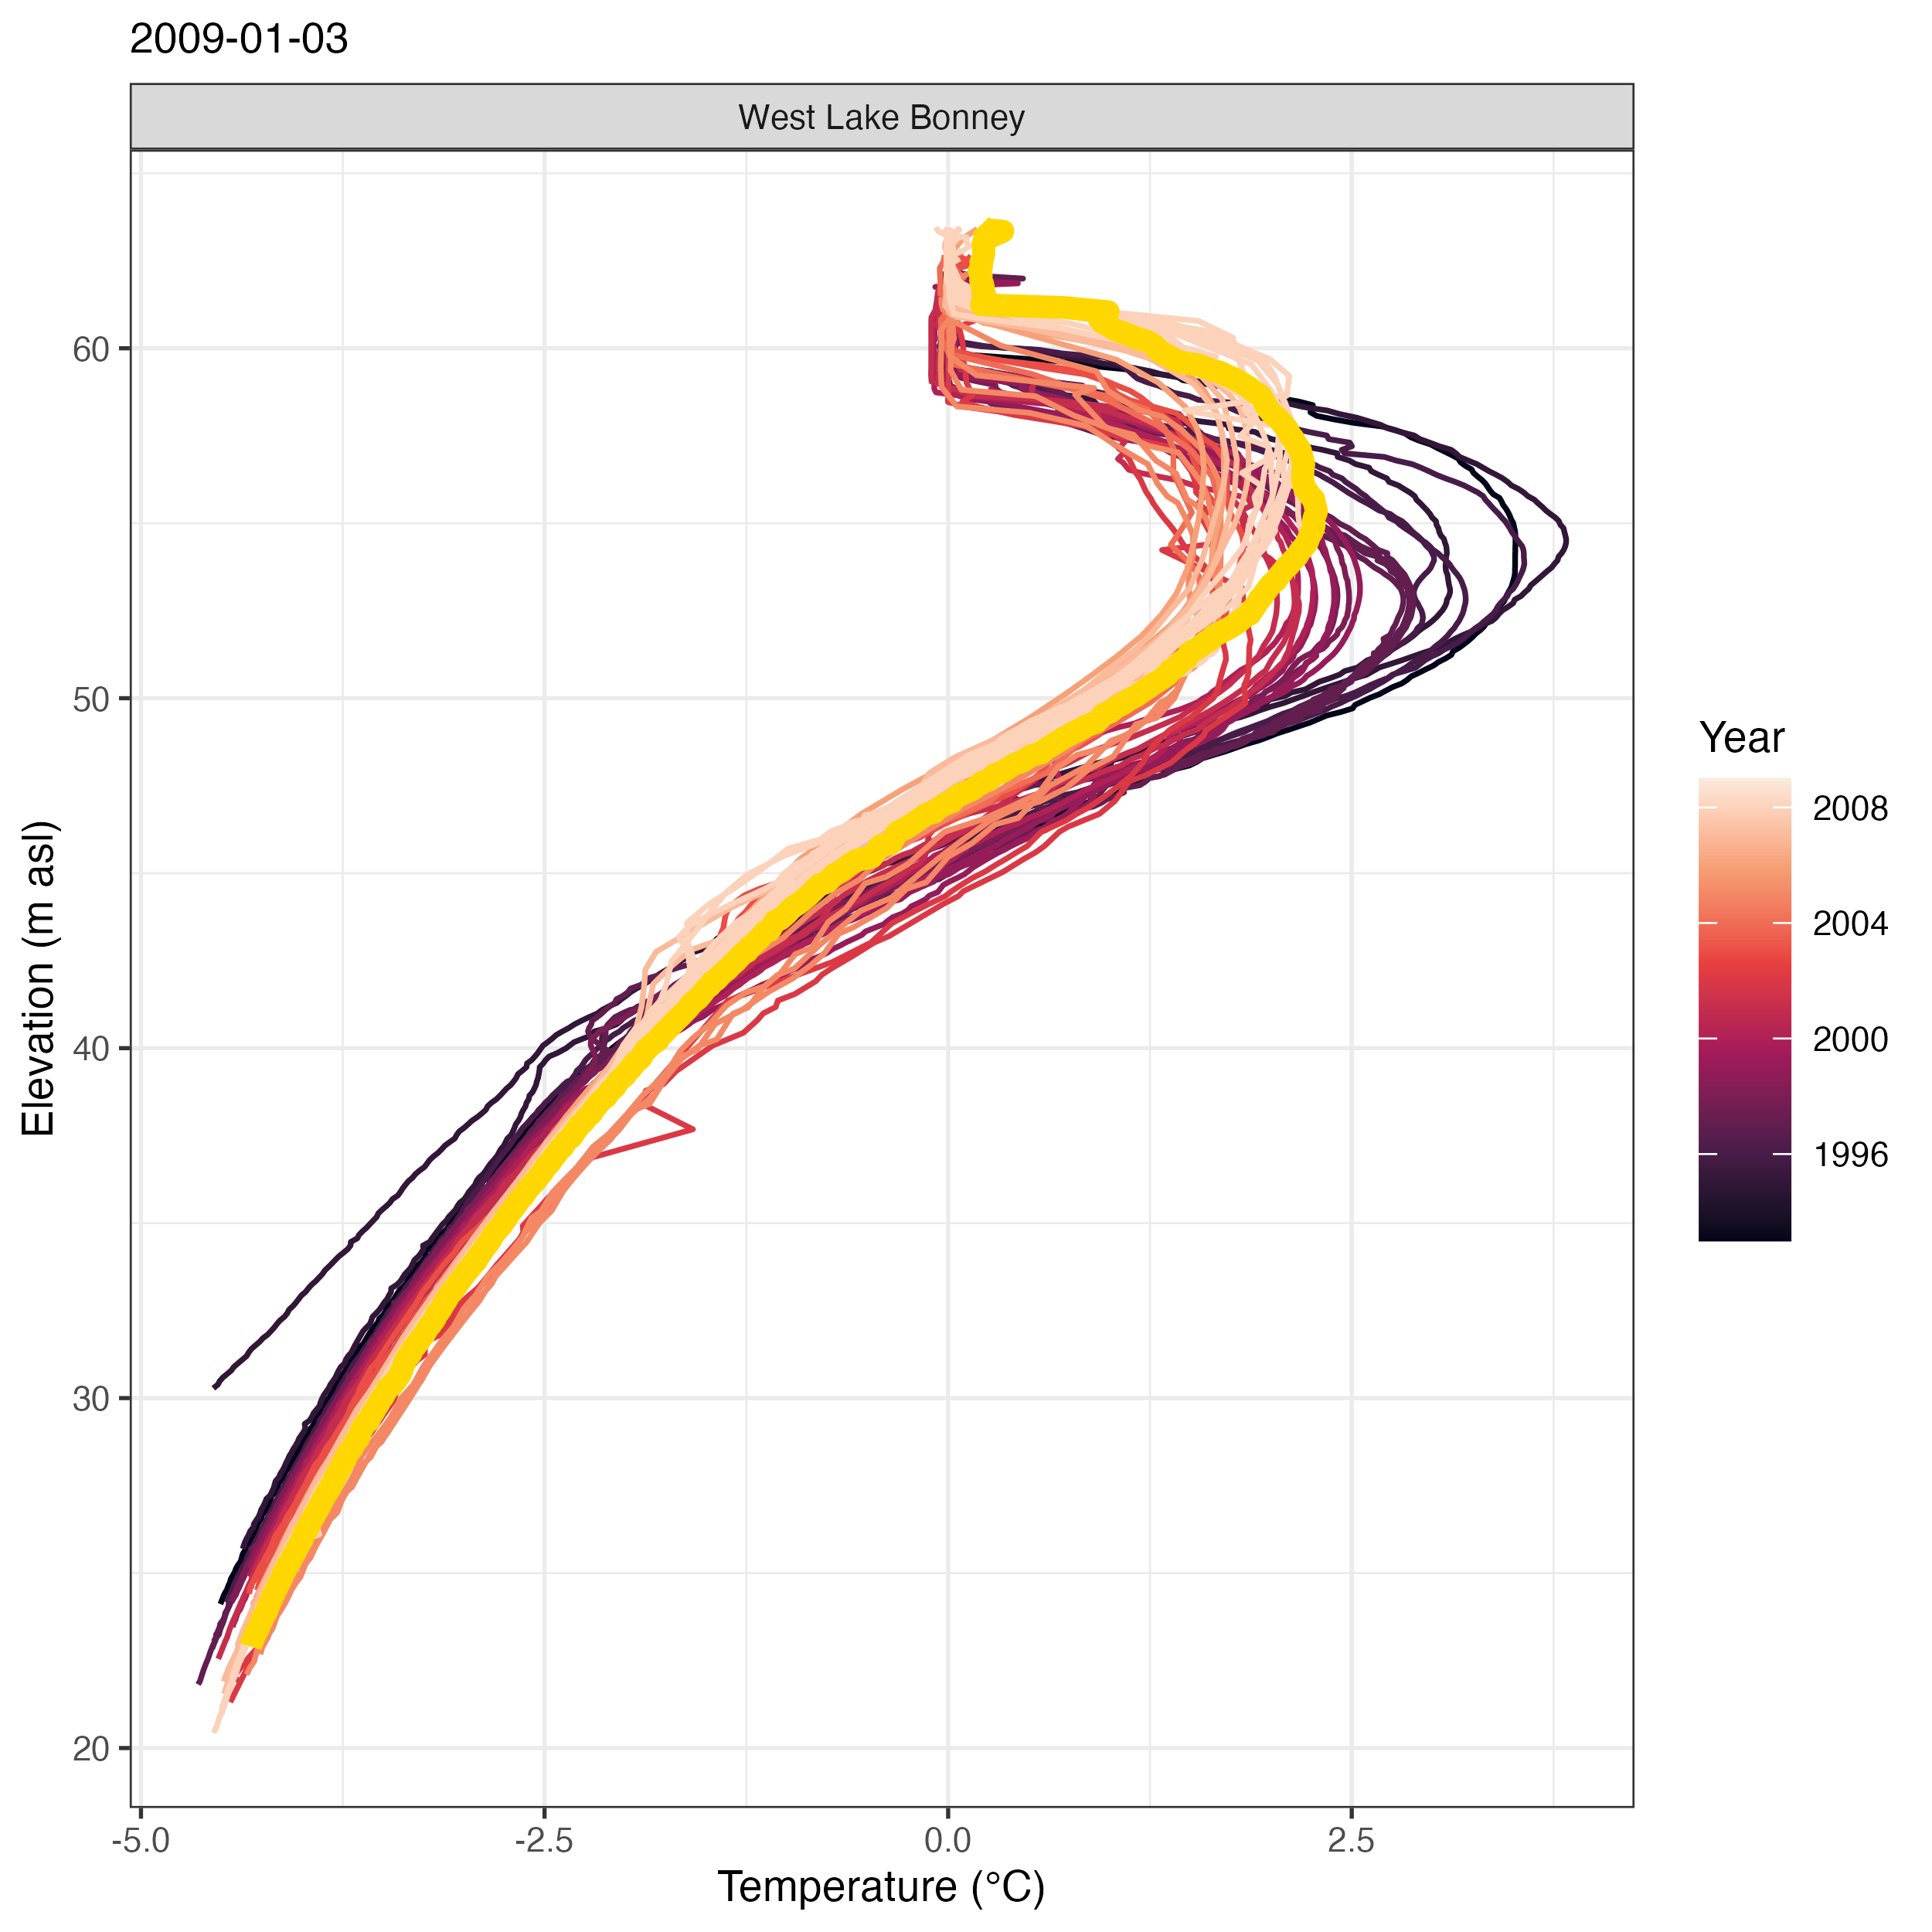 2009-01-03
West Lake Bonney
60
50
40
30
20
Elevation (m asl)
-5.0 -2.5 0.0 2.5
Temperature (°C)
Year
2008
2004
2000
1996